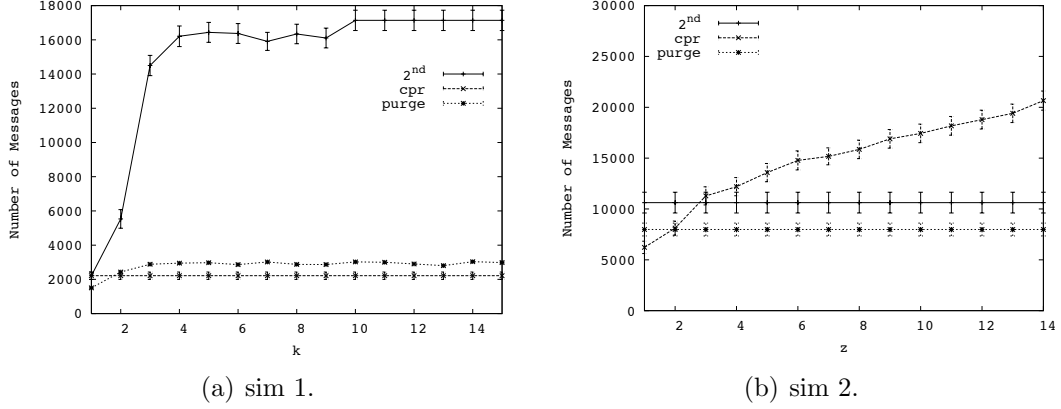 18000
16000
14000
12000
10000
8000
6000
4000
2000
0
Number of Messages
2nd
cpr
purge
2 4 6 8 10 12 14
k
(a) sim 1.
30000
25000
20000
15000
10000
5000
0
Number of Messages
2nd
cpr
purge
2 4 6 8 10 12 14
z
(b) sim 2.